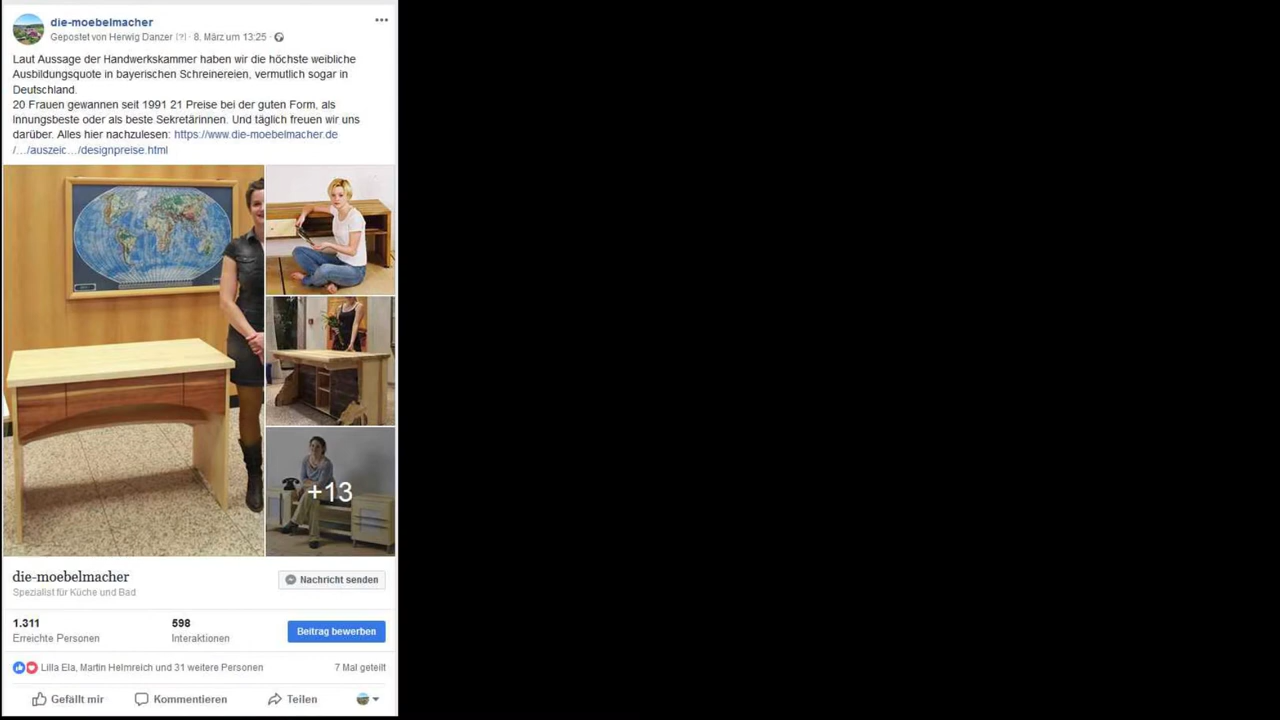 die-moebelmacher
Gepostet von Herwig Danzer [?] · 8. März um 13:25 ·
Laut Aussage der Handwerkskammer haben wir die höchste weibliche
Ausbildungsquote in bayerischen Schreinereien, vermutlich sogar in
Deutschland.
20 Frauen gewannen seit 1991 21 Preise bei der guten Form, als
Innungsbeste oder als beste Sekretärinnen. Und täglich freuen wir uns
darüber. Alles hier nachzulesen: https://www.die-moebelmacher.de
/…/auszeic…/designpreise.html
+13
die-moebelmacher
Nachricht senden
Spezialist für Küche und Bad
1.311 598
Erreichte Personen Interaktionen
Beitrag bewerben
Lilla Ela, Martin Helmreich und 31 weitere Personen 7 Mal geteilt
Gefällt mir Kommentieren Teilen